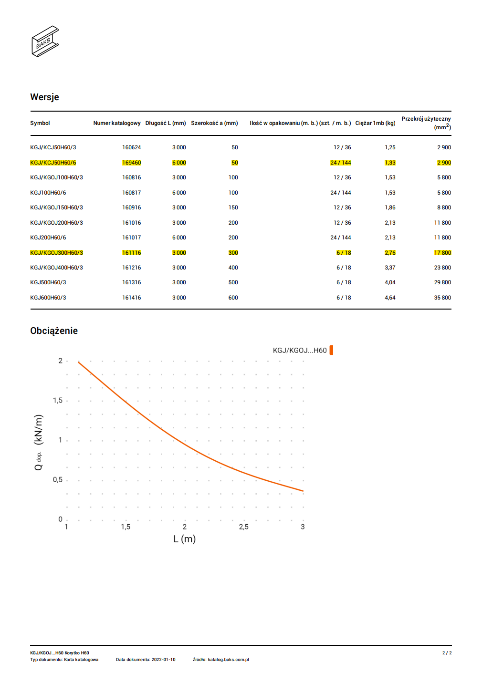 BAKS
Wersje
Symbol Numer katalogowy Długość L (mm) Szerokość a (mm) Ilość w opakowaniu (m. b.) (szt. / m. b.) Ciężar 1mb (kg) Przekrój użyteczny (mm²)
KGJ/KCJ50H60/3 160624 3 000 50 12 / 36 1,25 2 900
KGJ/KCJ50H60/6 169460 6 000 50 24 / 144 1,33 2 900
KGJ/KGOJ100H60/3 160816 3 000 100 12 / 36 1,53 5 800
KGJ100H60/6 160817 6 000 100 24 / 144 1,53 5 800
KGJ/KGOJ150H60/3 160916 3 000 150 12 / 36 1,86 8 800
KGJ/KGOJ200H60/3 161016 3 000 200 12 / 36 2,13 11 800
KGJ200H60/6 161017 6 000 200 24 / 144 2,13 11 800
KGJ/KGOJ300H60/3 161116 3 000 300 6 / 18 2,76 17 800
KGJ/KGOJ400H60/3 161216 3 000 400 6 / 18 3,37 23 800
KGJ500H60/3 161316 3 000 500 6 / 18 4,04 29 800
KGJ600H60/3 161416 3 000 600 6 / 18 4,64 35 800
Obciążenie
KGJ/KGOJ...H60
2
1,5
1
0,5
0
Q dop. (kN/m)
1 1,5 2 2,5 3
L (m)
KGJ/KGOJ...H60 Korytko H60 2 / 2
Typ dokumentu: Karta katalogowa Data dokumentu: 2023-01-10 Źródło: katalog.baks.com.pl